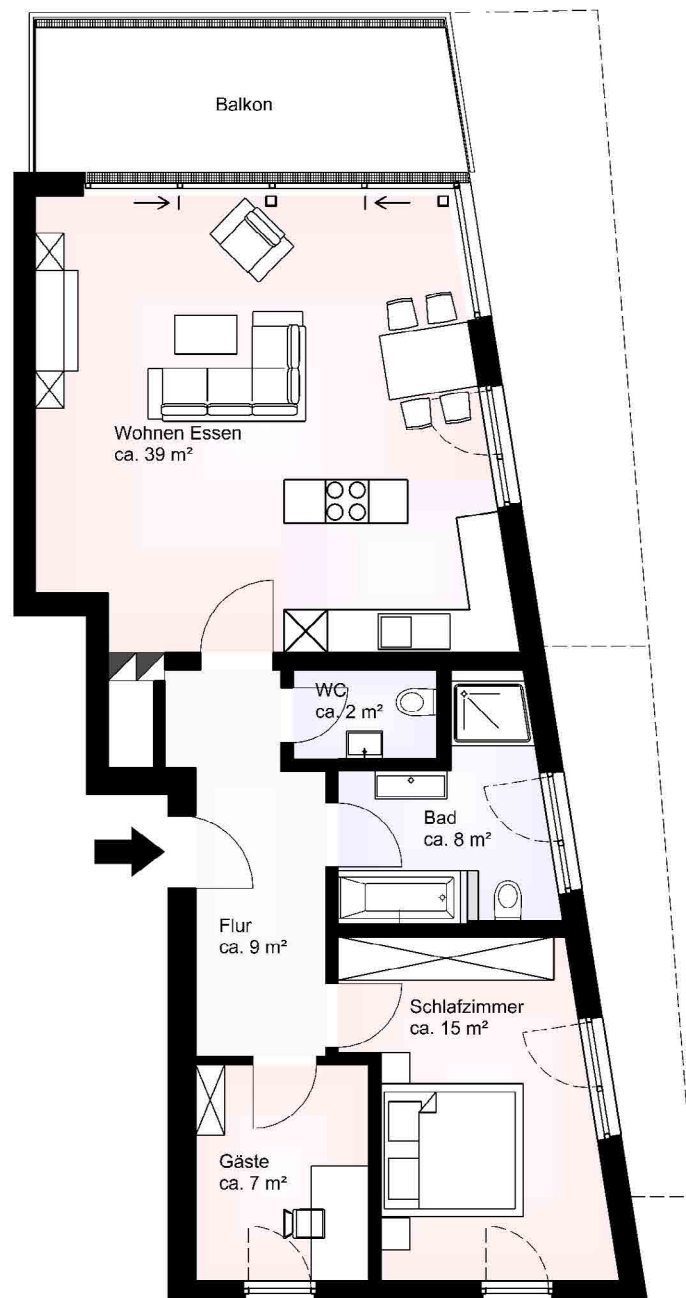 Balkon
Wohnen Essen
ca. 39 m²
WC
ca. 2 m²
Bad
ca. 8 m²
Flur
ca. 9 m²
Schlafzimmer
ca. 15 m²
Gäste
ca. 7 m²